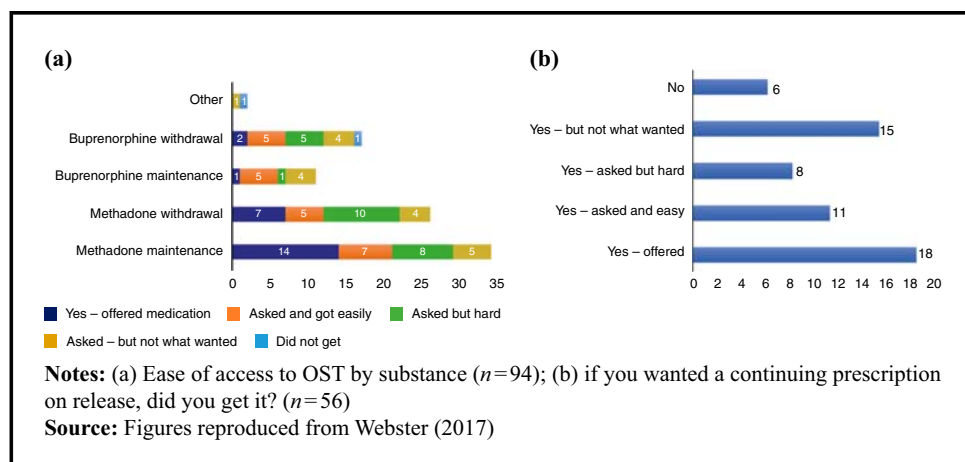 (a)
Other 1 1
Buprenorphine withdrawal 2 5 5 4 1
Buprenorphine maintenance 1 5 1 4
Methadone withdrawal 7 5 10 4
Methadone maintenance 14 7 8 5
0 5 10 15 20 25 30 35
Yes – offered medication Asked and got easily Asked but hard
Asked – but not what wanted Did not get
(b)
No 6
Yes – but not what wanted 15
Yes – asked but hard 8
Yes – asked and easy 11
Yes – offered 18
0 2 4 6 8 10 12 14 16 18 20
Notes: (a) Ease of access to OST by substance (n=94); (b) if you wanted a continuing prescription
on release, did you get it? (n=56)
Source: Figures reproduced from Webster (2017)